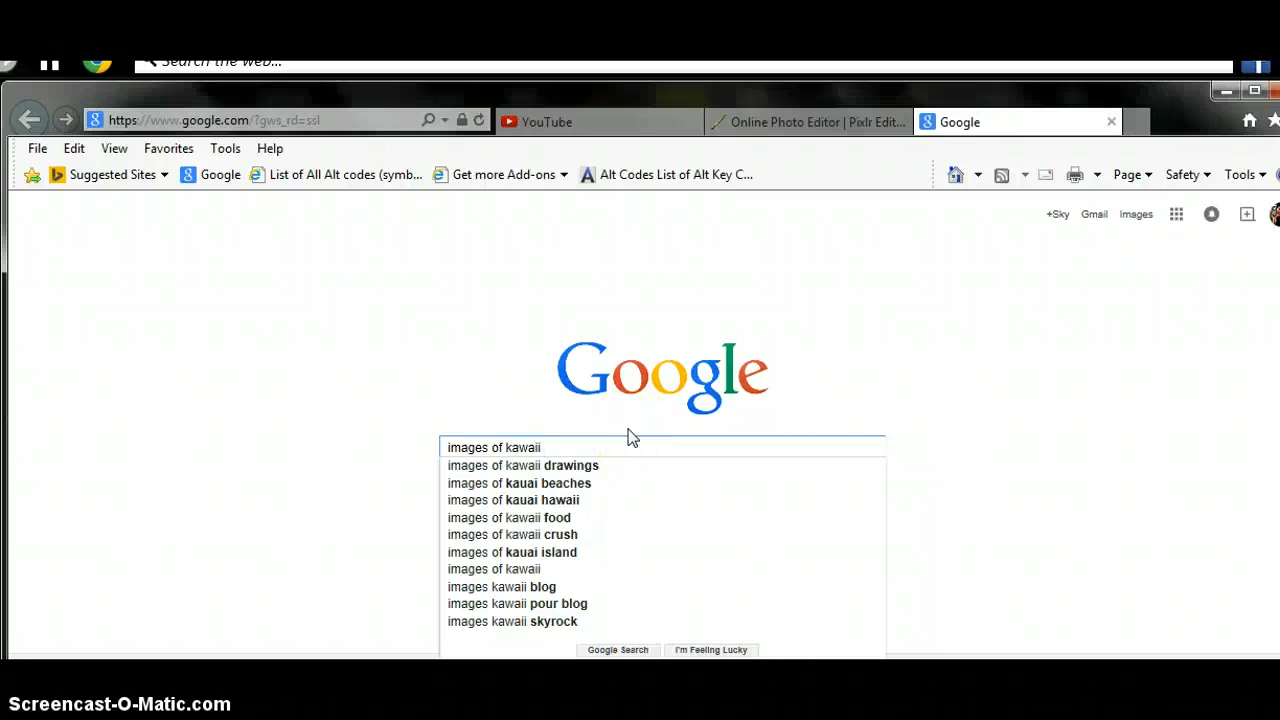 Search the web...
https://www.google.com/?gws_rd=ssl
YouTube
Online Photo Editor | Pixlr Edit...
Google
File Edit View Favorites Tools Help
Suggested Sites
Google
List of All Alt codes (symb...
Get more Add-ons
Alt Codes List of Alt Key C...
Page
Safety
Tools
+Sky Gmail Images
Google
images of kawaii
images of kawaii drawings
images of kauai beaches
images of kauai hawaii
images of kawaii food
images of kawaii crush
images of kauai island
images of kawaii
images kawaii blog
images kawaii pour blog
images kawaii skyrock
Google Search I'm Feeling Lucky
Screencast-O-Matic.com